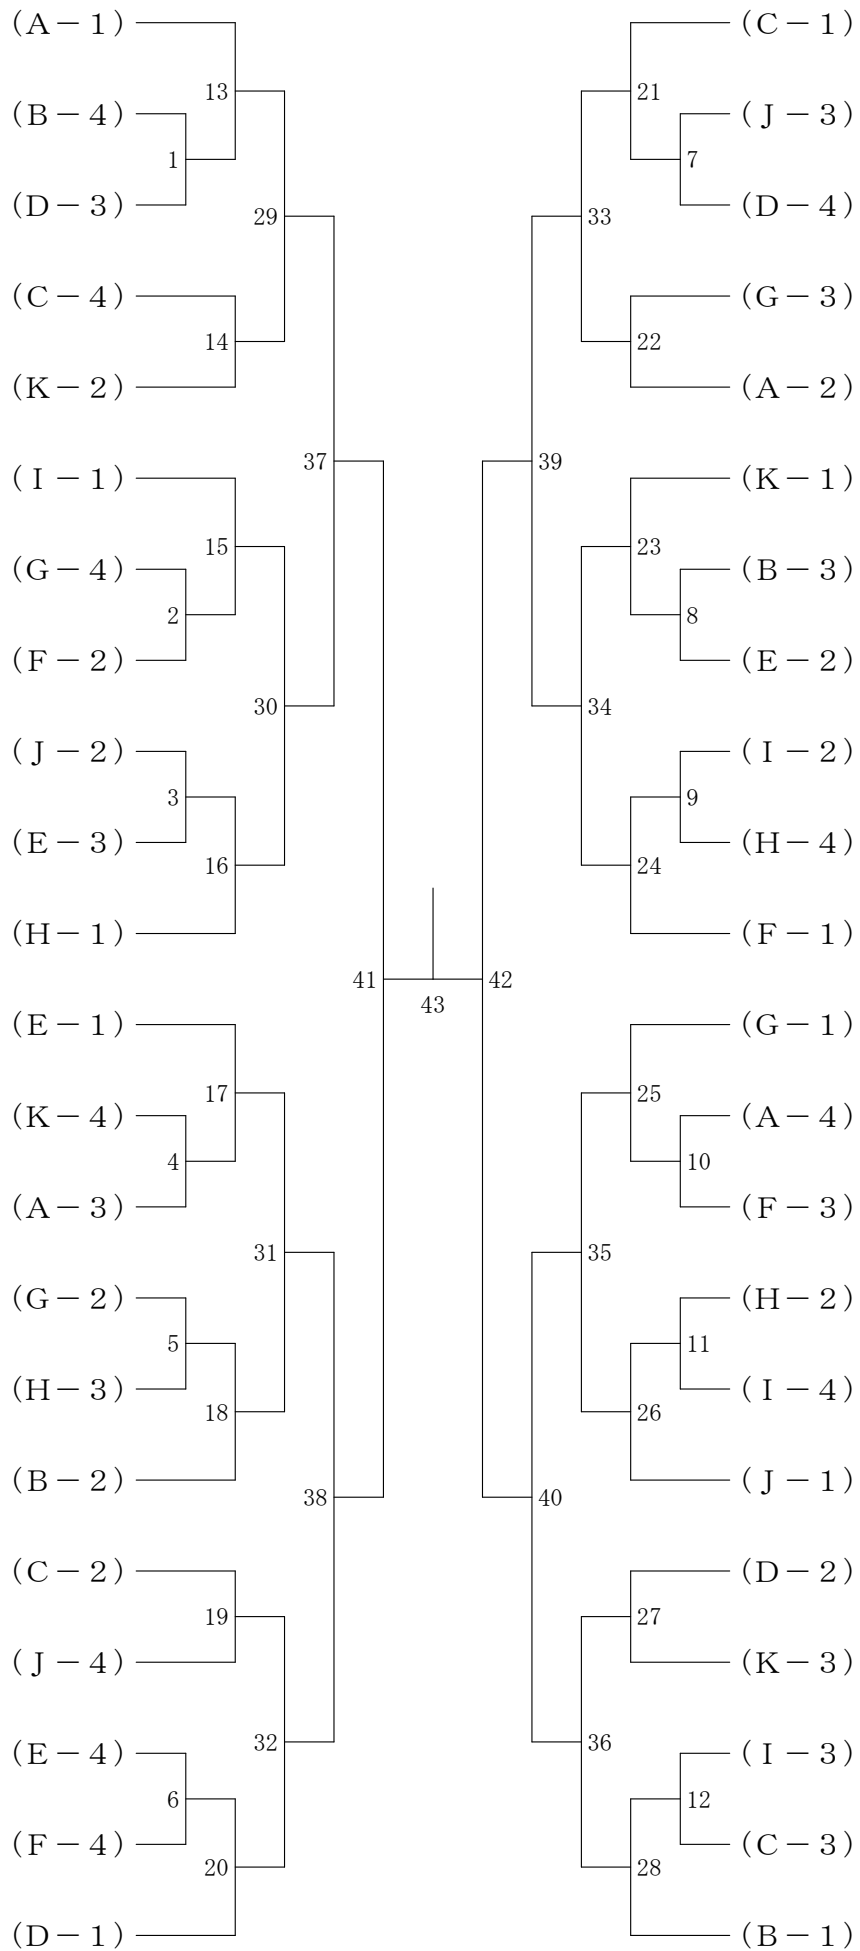 (A－1)
(C－1)
13
21
(B－4)
(J－3)
1
7
(D－3)
(D－4)
29
33
(C－4)
(G－3)
14
22
(K－2)
(A－2)
37
39
(I－1)
(K－1)
15
23
(G－4)
(B－3)
2
8
(F－2)
(E－2)
30
34
(J－2)
(I－2)
3
9
(E－3)
(H－4)
16
24
(H－1)
(F－1)
41
42
43
(E－1)
(G－1)
17
25
(K－4)
(A－4)
4
10
(A－3)
(F－3)
31
35
(G－2)
(H－2)
5
11
(H－3)
(I－4)
18
26
(B－2)
(J－1)
38
40
(C－2)
(D－2)
19
27
(J－4)
(K－3)
32
36
(E－4)
(I－3)
6
12
(F－4)
(C－3)
20
28
(D－1)
(B－1)